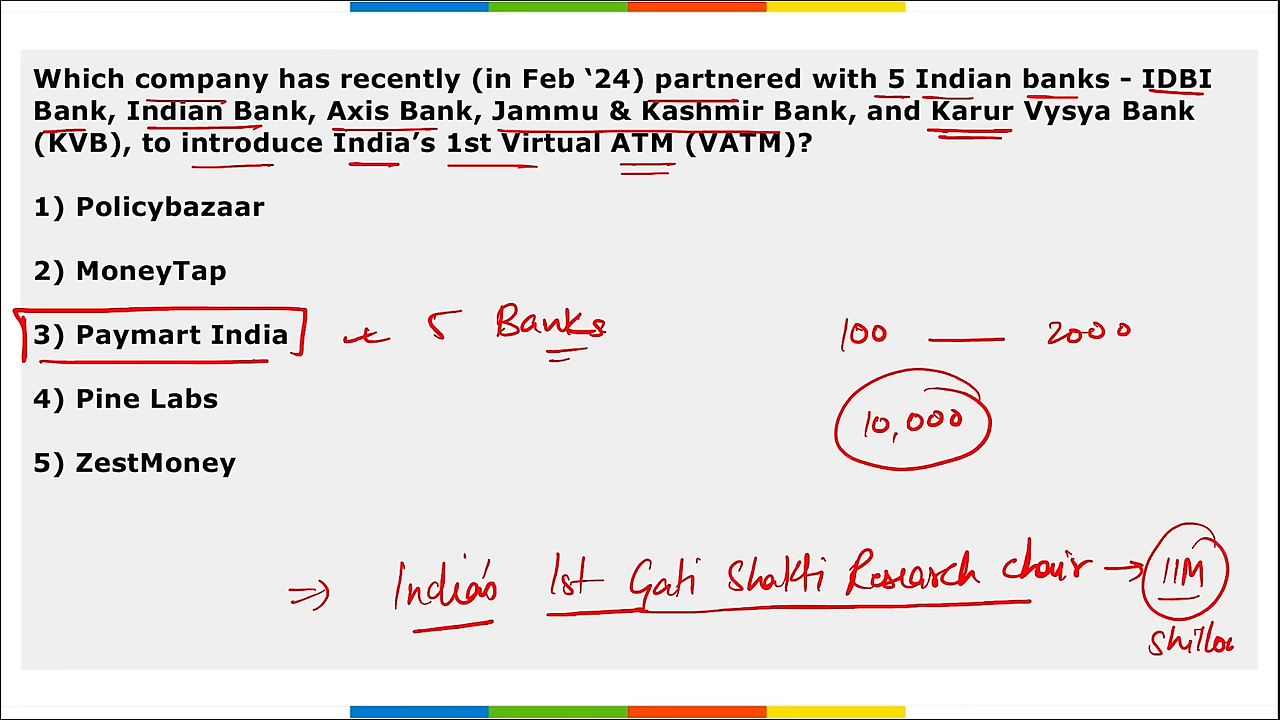 Which company has recently (in Feb ‘24) partnered with 5 Indian banks - IDBI
Bank, Indian Bank, Axis Bank, Jammu & Kashmir Bank, and Karur Vysya Bank
(KVB), to introduce India’s 1st Virtual ATM (VATM)?
1) Policybazaar
2) MoneyTap
3) Paymart India
5 Banks
100 — 2000
4) Pine Labs
10,000
5) ZestMoney
⇒ India's 1st Gati Shakti Research chair → IIM